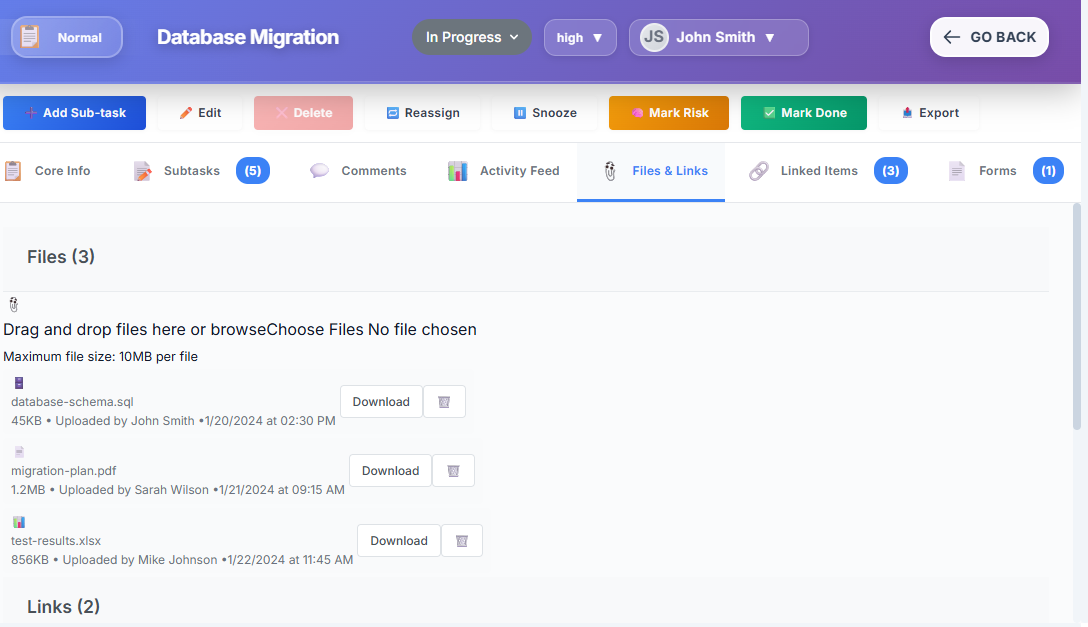 Normal
Database Migration
In Progress
high ▼
JS John Smith ▼
← GO BACK
Add Sub-task
Edit
Delete
Reassign
Snooze
Mark Risk
Mark Done
Export
Core Info
Subtasks (5)
Comments
Activity Feed
Files & Links
Linked Items (3)
Forms (1)
Files (3)
Drag and drop files here or browseChoose Files No file chosen
Maximum file size: 10MB per file
database-schema.sql
45KB • Uploaded by John Smith •1/20/2024 at 02:30 PM
Download
migration-plan.pdf
1.2MB • Uploaded by Sarah Wilson •1/21/2024 at 09:15 AM
Download
test-results.xlsx
856KB • Uploaded by Mike Johnson •1/22/2024 at 11:45 AM
Download
Links (2)